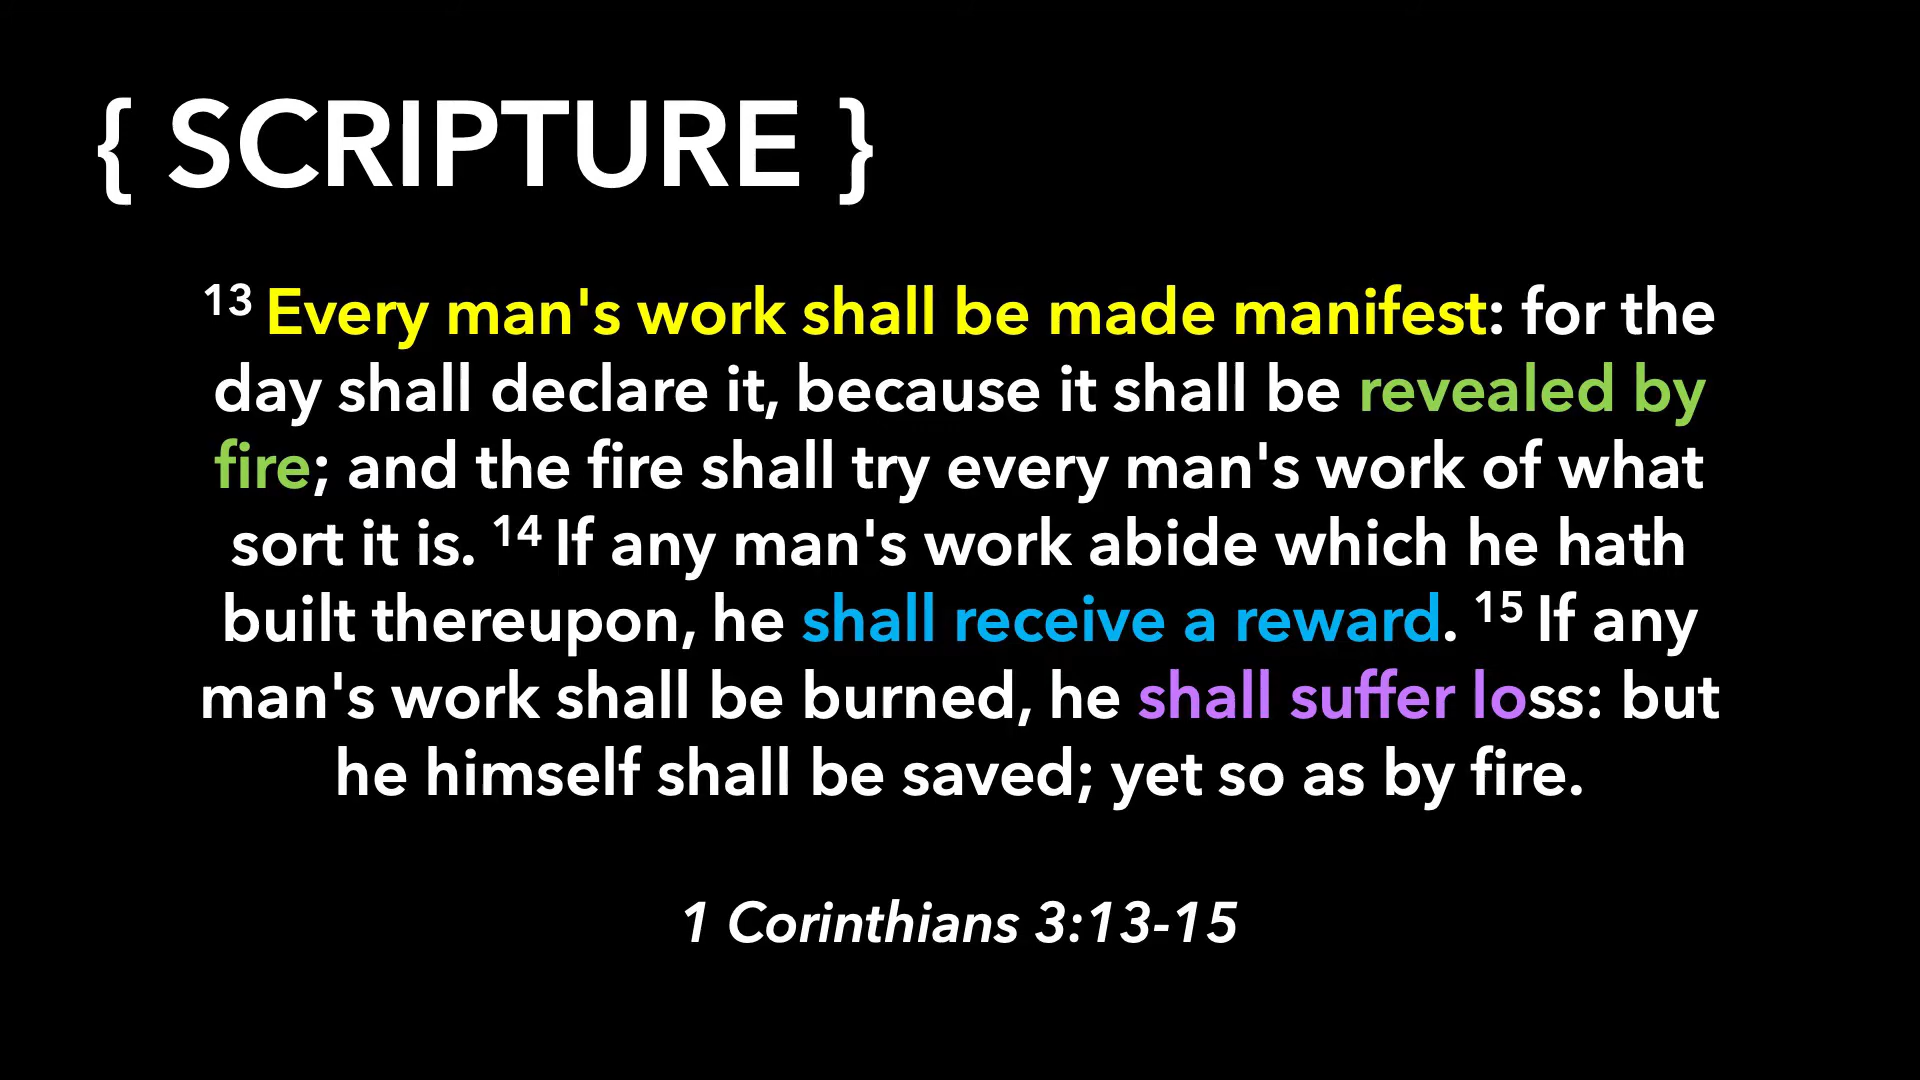 { SCRIPTURE }
13 Every man's work shall be made manifest: for the
day shall declare it, because it shall be revealed by
fire; and the fire shall try every man's work of what
sort it is. 14 If any man's work abide which he hath
built thereupon, he shall receive a reward. 15 If any
man's work shall be burned, he shall suffer loss: but
he himself shall be saved; yet so as by fire.
1 Corinthians 3:13-15